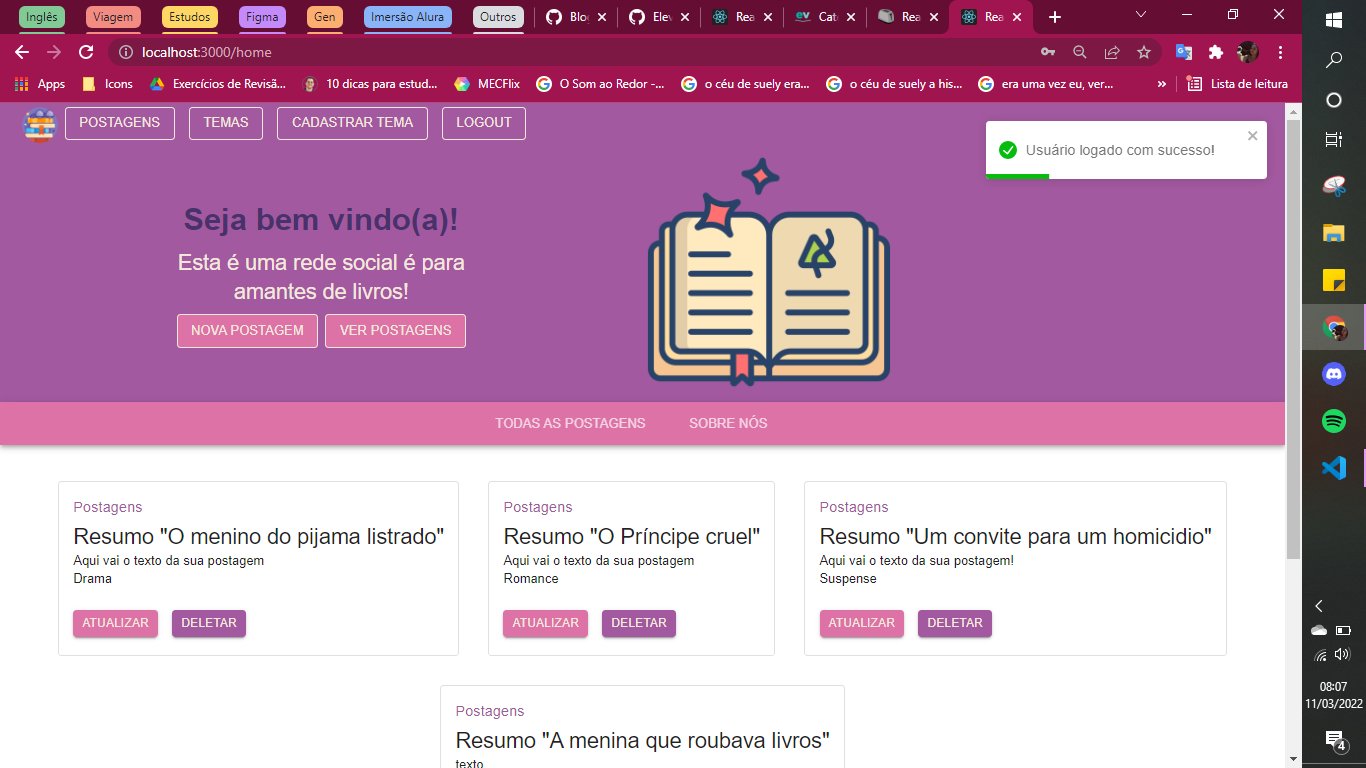 Inglês Viagem Estudos Figma Gen Imersão Alura Outros Blo Elev Rea Cate Rea Rea
localhost:3000/home
Apps Icons Exercícios de Revisã... 10 dicas para estud... MECFlix O Som ao Redor -... o céu de suely era... o céu de suely a his... era uma vez eu, ver... » Lista de leitura
POSTAGENS TEMAS CADASTRAR TEMA LOGOUT
Usuário logado com sucesso!
Seja bem vindo(a)!
Esta é uma rede social é para
amantes de livros!
NOVA POSTAGEM VER POSTAGENS
TODAS AS POSTAGENS SOBRE NÓS
Postagens
Resumo "O menino do pijama listrado"
Aqui vai o texto da sua postagem
Drama
ATUALIZAR DELETAR
Postagens
Resumo "O Príncipe cruel"
Aqui vai o texto da sua postagem
Romance
ATUALIZAR DELETAR
Postagens
Resumo "Um convite para um homicidio"
Aqui vai o texto da sua postagem!
Suspense
ATUALIZAR DELETAR
Postagens
Resumo "A menina que roubava livros"
texto
08:07
11/03/2022
4